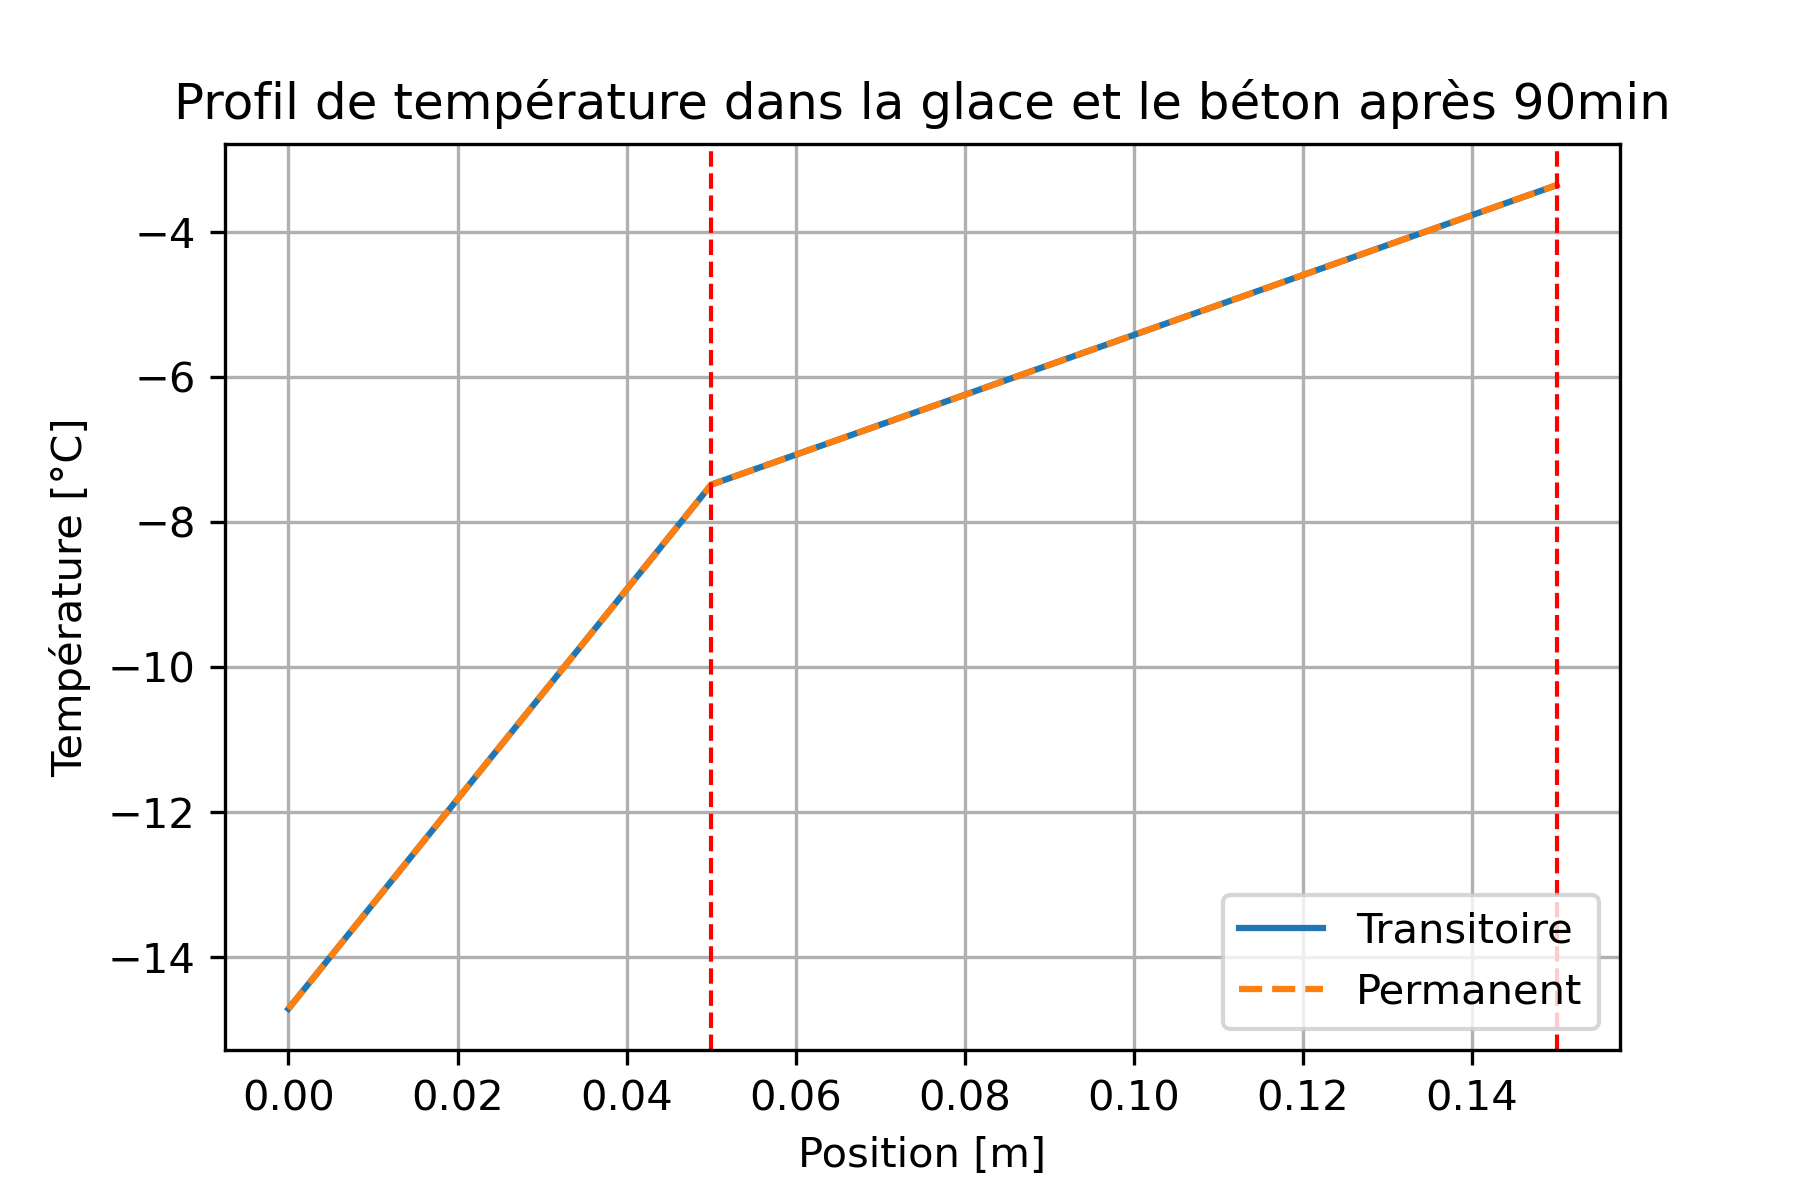 Profil de température dans la glace et le béton après 90min
−4
−6
−8
−10
−12
−14
Température [°C]
Transitoire
Permanent
0.00 0.02 0.04 0.06 0.08 0.10 0.12 0.14
Position [m]